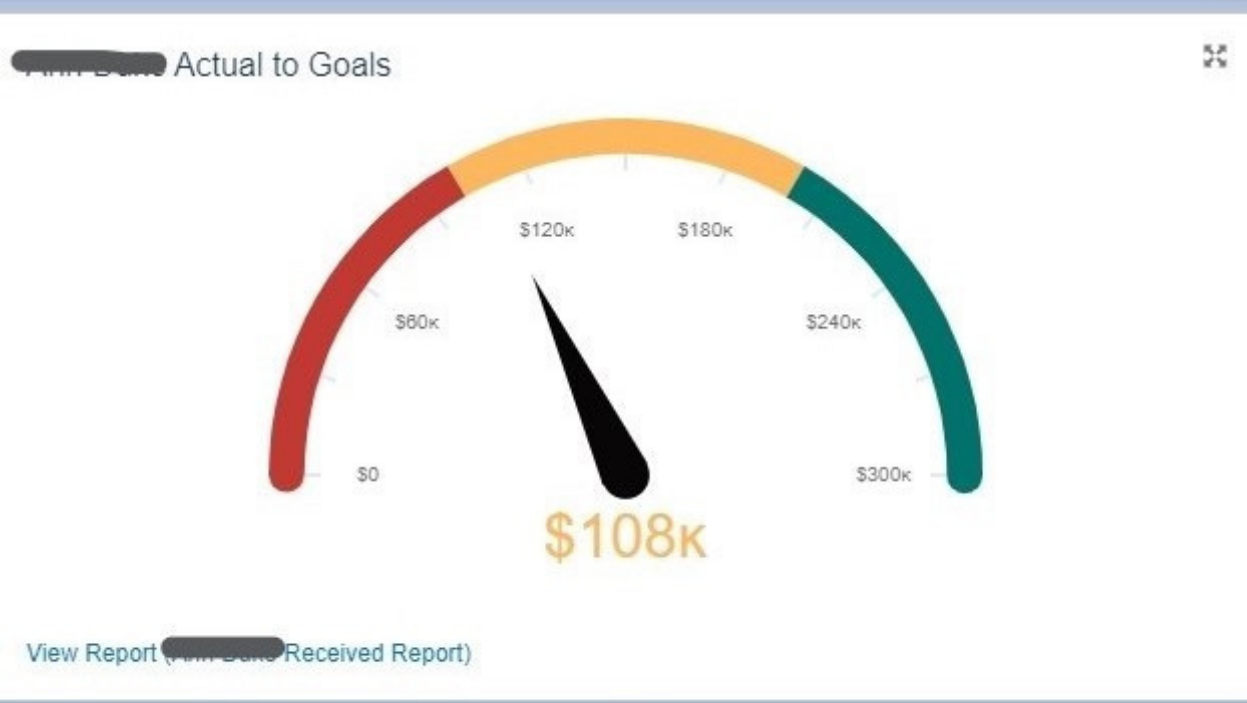 Actual to Goals
$120K $180K
$60K $240K
$0 $300K
$108K
View Report ( Received Report)